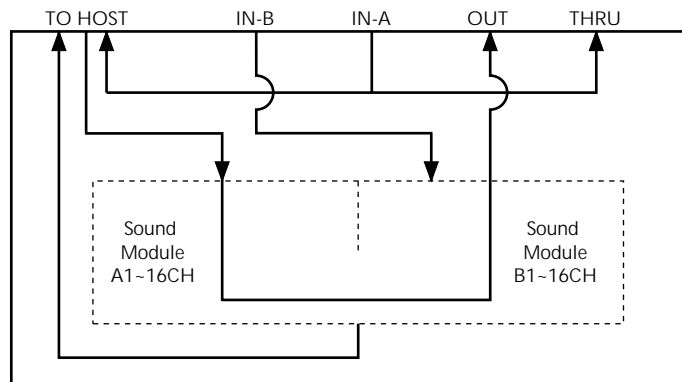 TO HOST IN-B IN-A OUT THRU
Sound
Module
A1~16CH
Sound
Module
B1~16CH